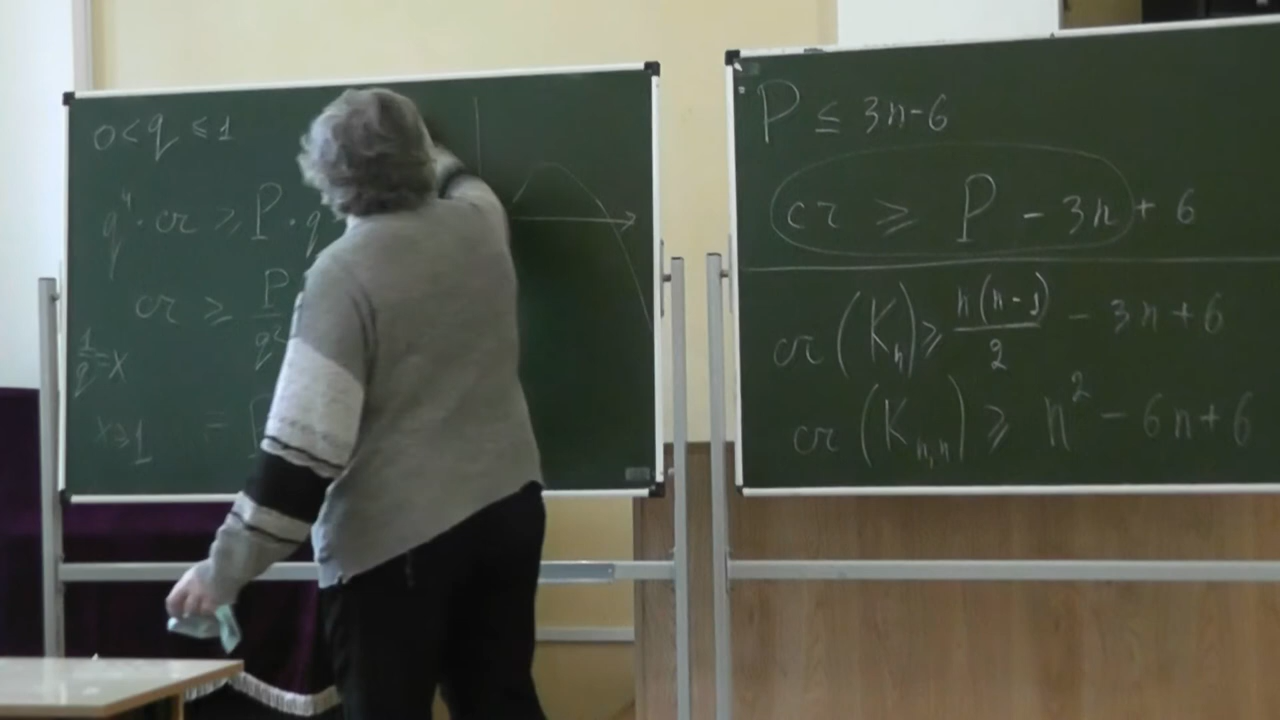 0 < q ≤ 1
q⁴ · cr ≥ P · q
cr ≥ P / q
1/q = x
x ≥ 1 =
P ≤ 3n-6
cr ≥ P - 3n + 6
cr (Kₙ) ≥ n(n-1)/2 - 3n + 6
cr (Kₙ,ₙ) ≥ n² - 6n + 6